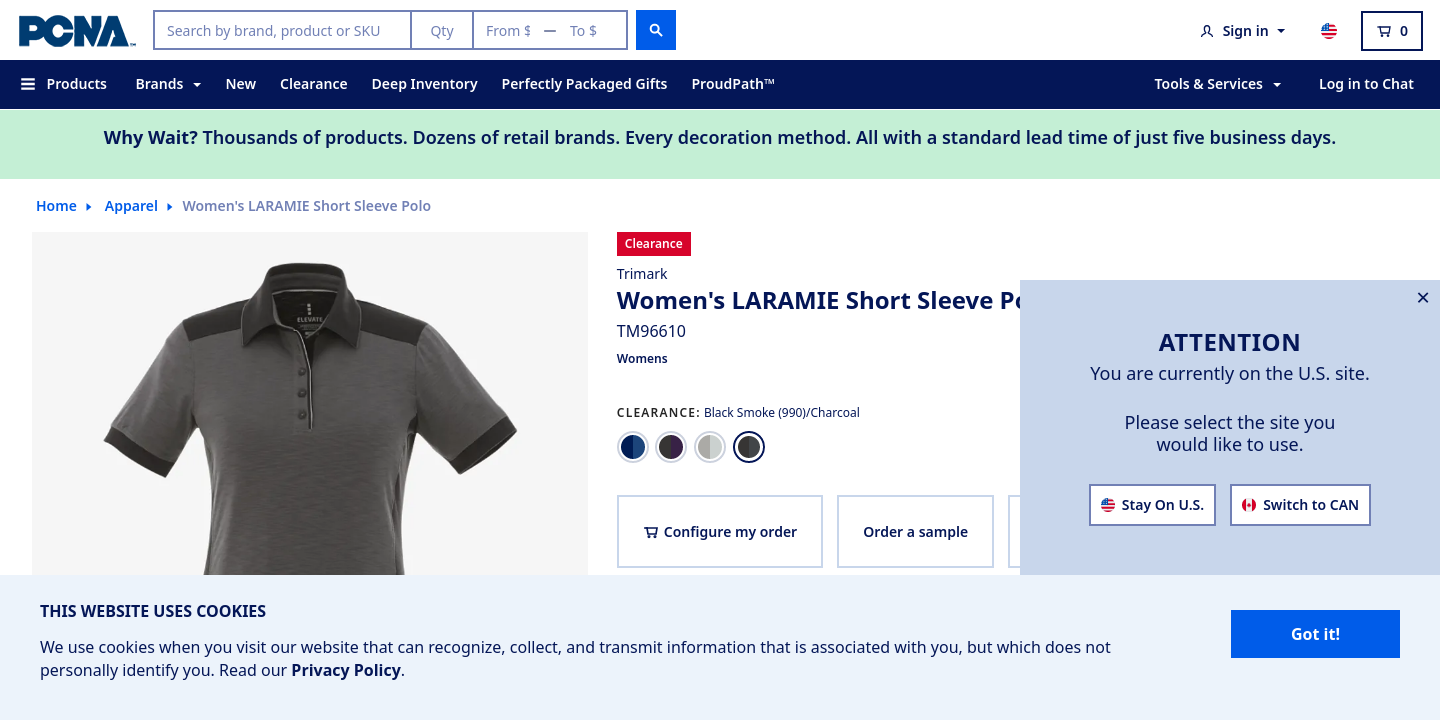 PCNA™
Search by brand, product or SKU
Qty
From $ — To $
Sign in
0
Products
Brands
New
Clearance
Deep Inventory
Perfectly Packaged Gifts
ProudPath™
Tools & Services
Log in to Chat
Why Wait? Thousands of products. Dozens of retail brands. Every decoration method. All with a standard lead time of just five business days.
Home
Apparel
Women's LARAMIE Short Sleeve Polo
ELEVATE
Clearance
Trimark
Women's LARAMIE Short Sleeve Po
TM96610
Womens
CLEARANCE: Black Smoke (990)/Charcoal
Configure my order
Order a sample
ATTENTION
You are currently on the U.S. site.
Please select the site you
would like to use.
Stay On U.S.
Switch to CAN
THIS WEBSITE USES COOKIES
We use cookies when you visit our website that can recognize, collect, and transmit information that is associated with you, but which does not
personally identify you. Read our Privacy Policy.
Got it!